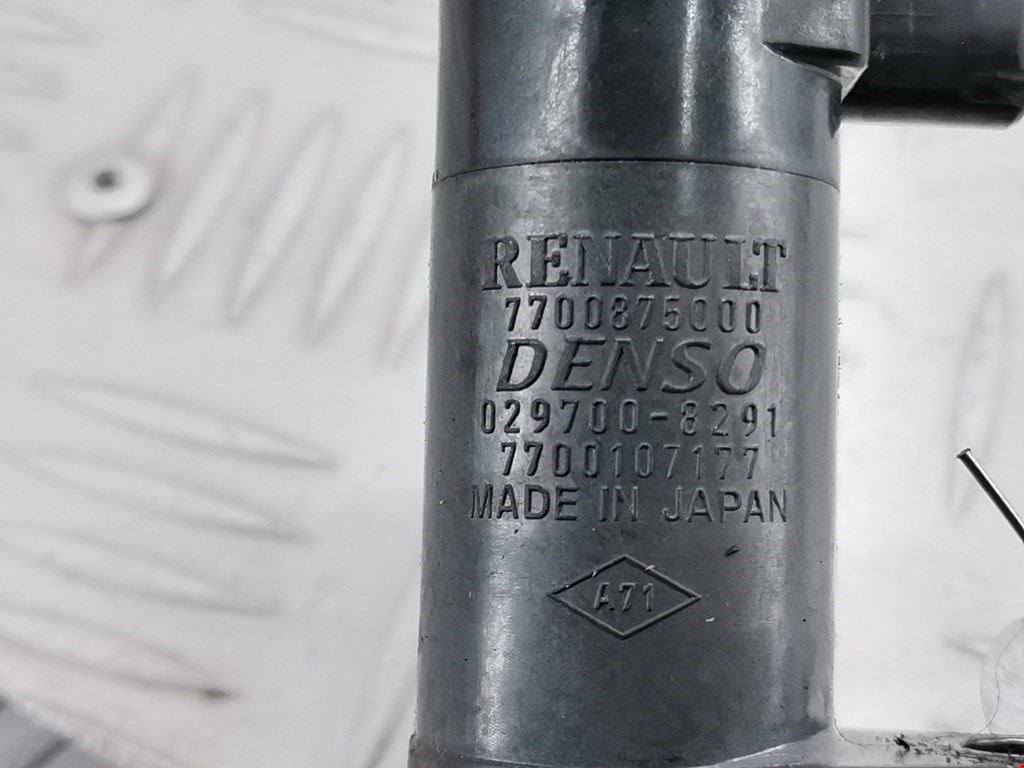 RENAULT
7700875000
DENSO
029700-8291
7700107177
MADE IN JAPAN
A71